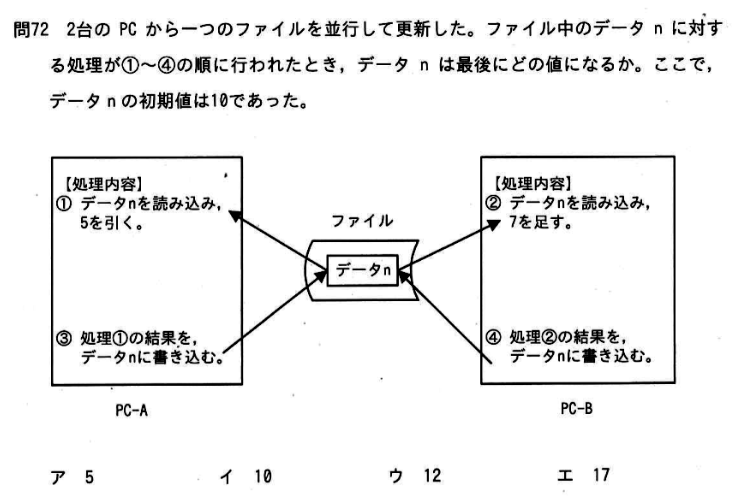 問72 2台の PC から一つのファイルを並行して更新した。ファイル中のデータ n に対す
る処理が①～④の順に行われたとき，データ n は最後にどの値になるか。ここで，
データ n の初期値は10であった。
【処理内容】
① データnを読み込み，
5を引く。
③ 処理①の結果を，
データnに書き込む。
PC-A
ファイル
データn
【処理内容】
② データnを読み込み，
7を足す。
④ 処理②の結果を，
データnに書き込む。
PC-B
ア 5 イ 10 ウ 12 エ 17